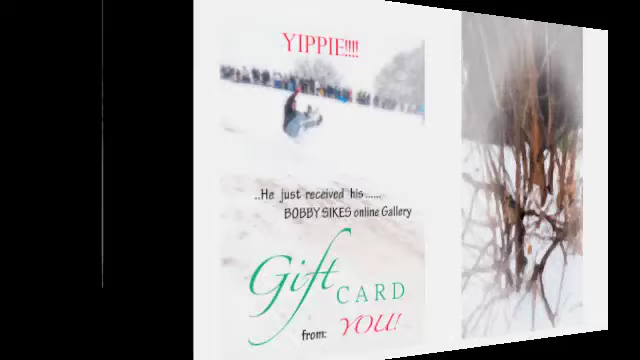 YIPPIE!!!!
..He just received his......
BOBBY SIKES online Gallery
Gift
CARD
from: YOU!